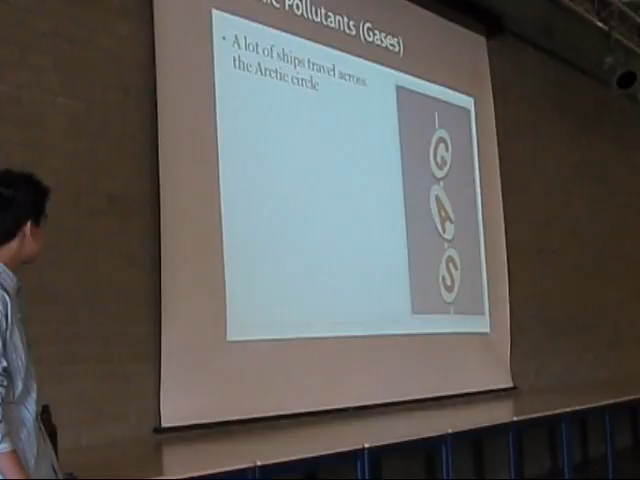 Pollutants (Gases)
• A lot of ships travel across
the Arctic circle
G
A
S